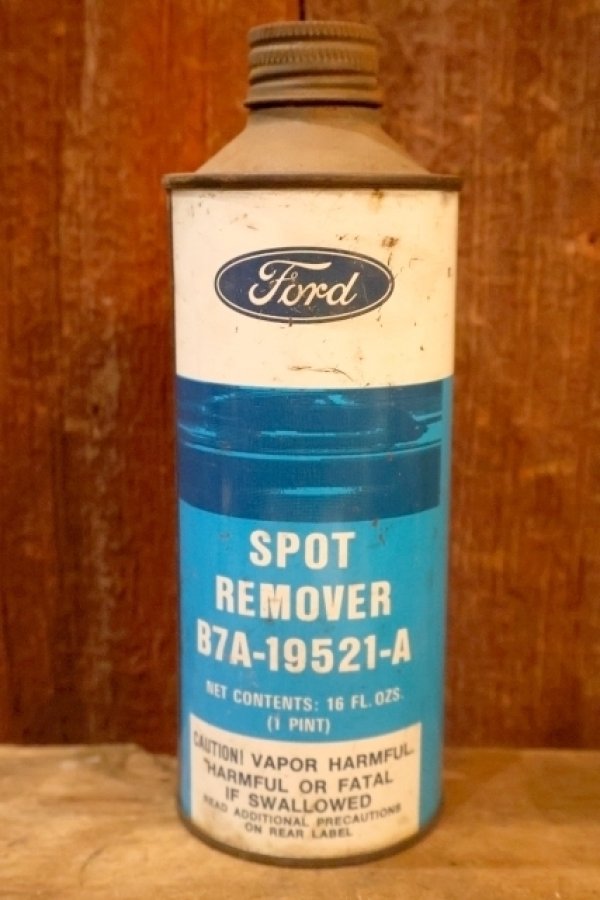 Ford
SPOT
REMOVER
B7A-19521-A
NET CONTENTS: 16 FL. OZS.
(1 PINT)
CAUTION! VAPOR HARMFUL.
HARMFUL OR FATAL
IF SWALLOWED
READ ADDITIONAL PRECAUTIONS
ON REAR LABEL